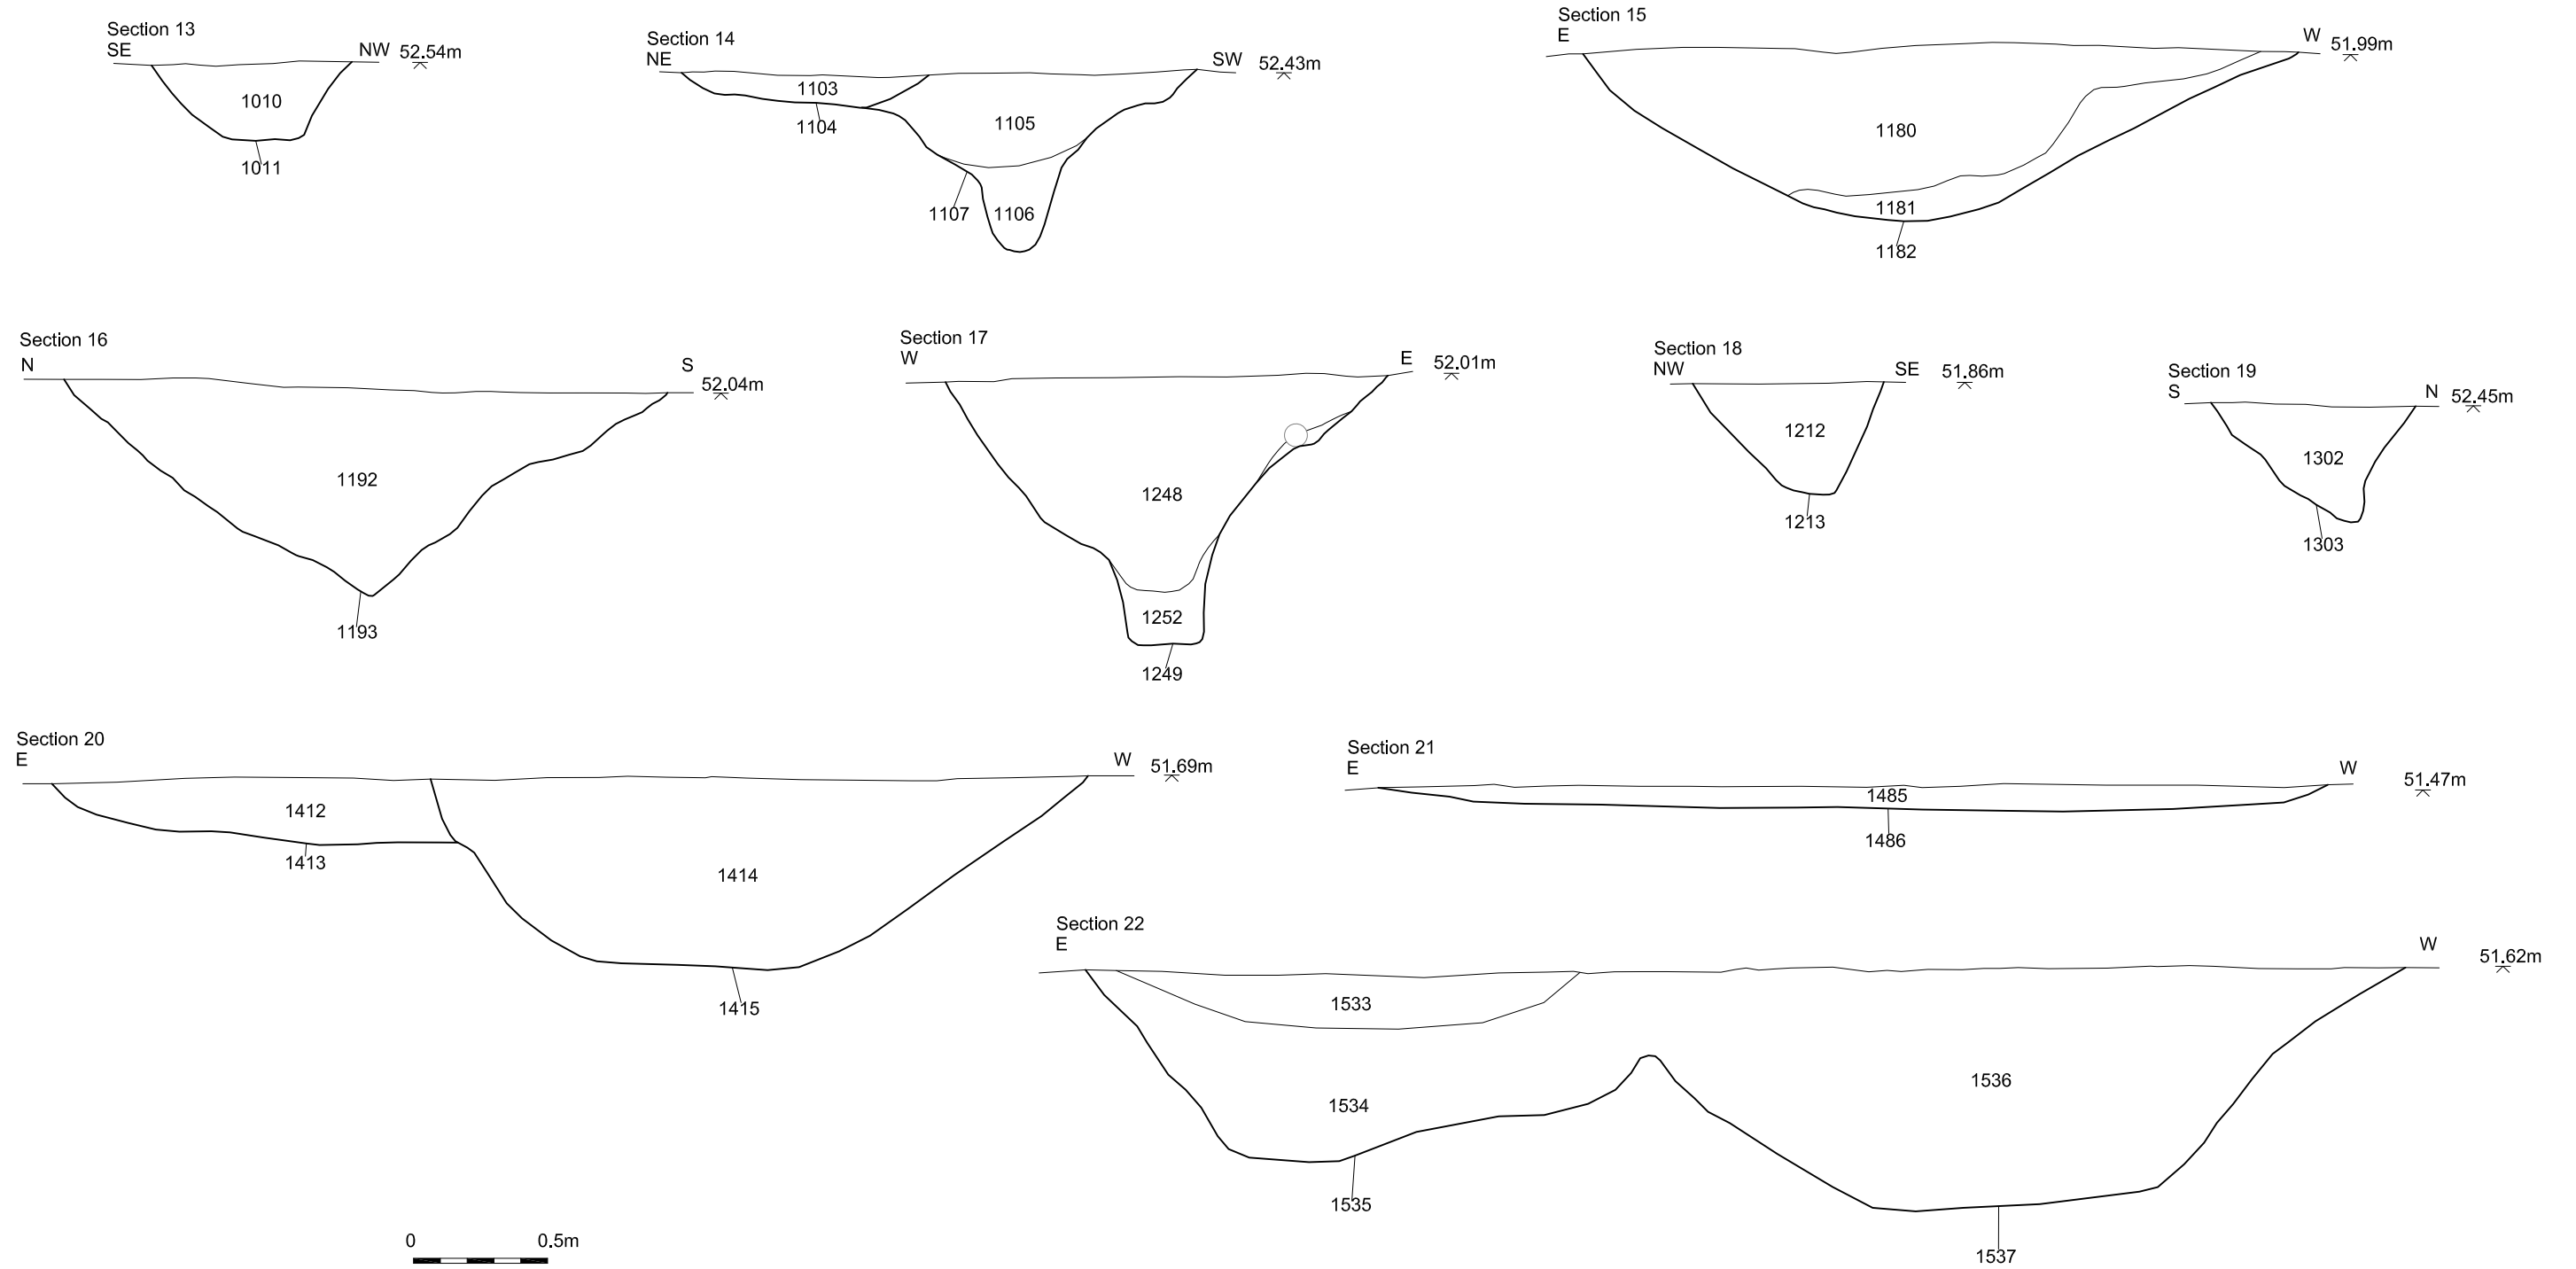 Section 13
SE
NW 52.54m
1010
1011
Section 14
NE
SW
52.43m
1103
1104
1105
1107
1106
Section 15
E
W
51.99m
1180
1181
1182
Section 16
N
S
52.04m
1192
1193
Section 17
W
E
52.01m
1248
1252
1249
Section 18
NW
SE
51.86m
1212
1213
Section 19
S
N
52.45m
1302
1303
Section 20
E
W
51.69m
1412
1413
1414
1415
Section 21
E
W
51.47m
1485
1486
Section 22
E
W
51.62m
1533
1534
1535
1536
1537
0 0.5m